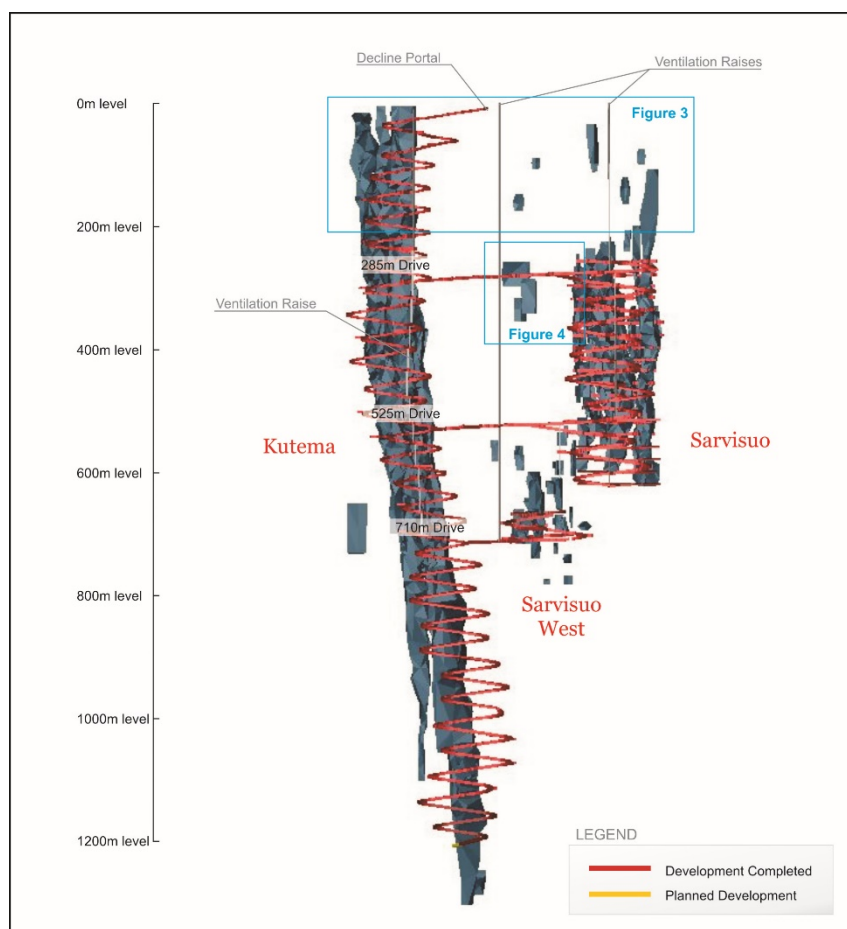 Decline Portal
Ventilation Raises
0m level
Figure 3
200m level
285m Drive
Ventilation Raise
Figure 4
400m level
525m Drive
Kutema
Sarvisuo
600m level
710m Drive
800m level
Sarvisuo
West
1000m level
1200m level
LEGEND
Development Completed
Planned Development